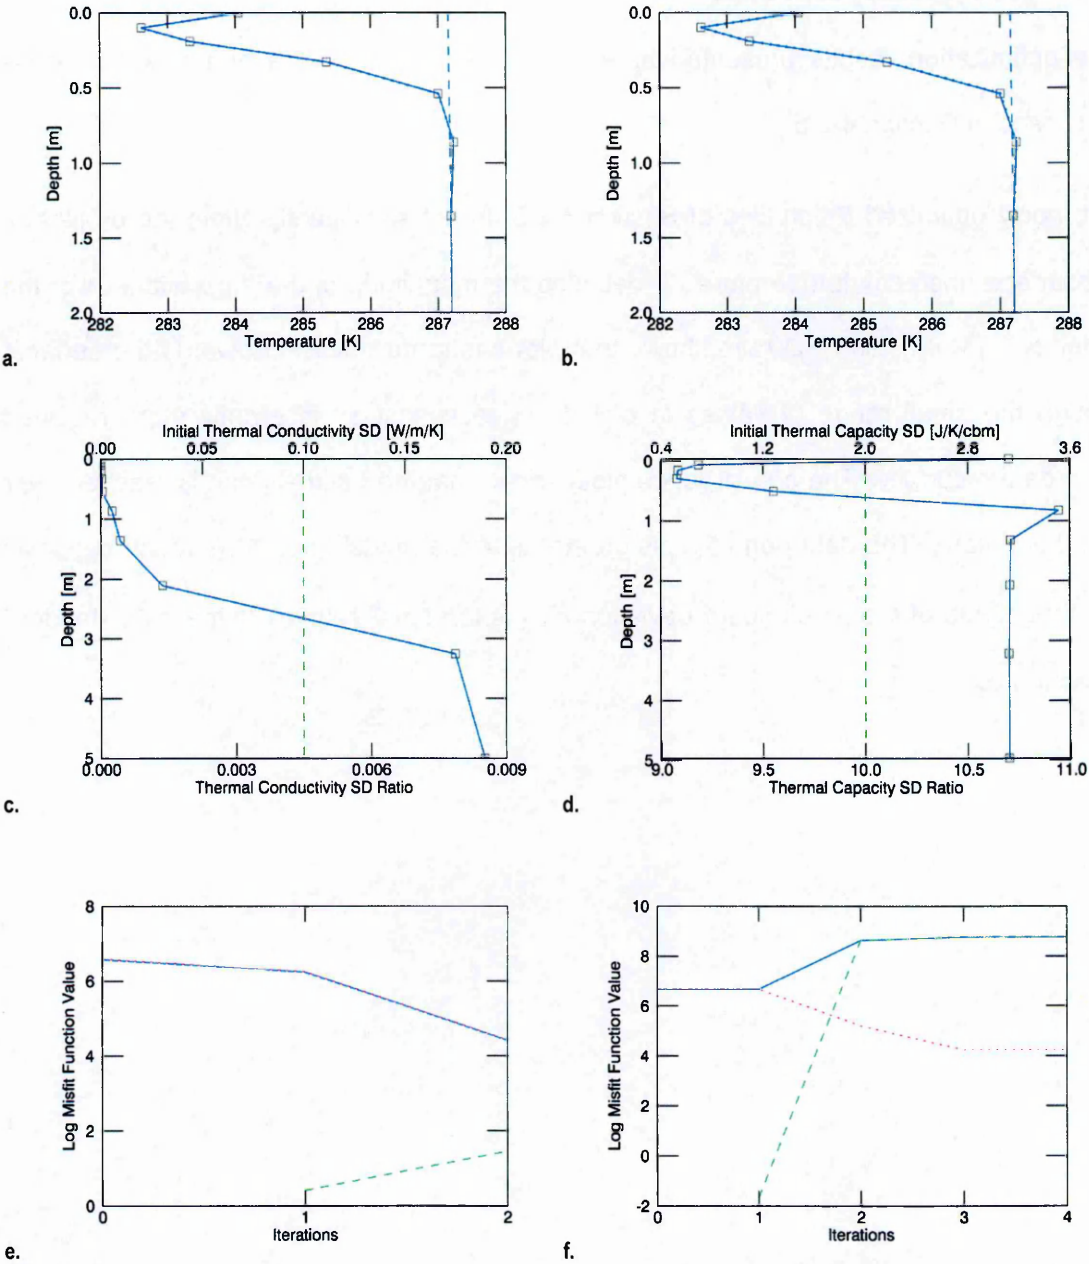 0.0 0.0
0.5 0.5
Depth [m] Depth [m]
1.0 1.0
1.5 1.5
2.0 2.0
282 283 284 285 286 287 288 282 283 284 285 286 287 288
Temperature [K] Temperature [K]
a. b.
Initial Thermal Conductivity SD [W/m/K] Initial Thermal Capacity SD [J/K/cbm]
0.00 0.05 0.10 0.15 0.20 0.4 1.2 2.0 2.8 3.6
0 0
1 1
2 2
Depth [m] Depth [m]
3 3
4 4
5 5
0.000 0.003 0.006 0.009 9.0 9.5 10.0 10.5 11.0
Thermal Conductivity SD Ratio Thermal Capacity SD Ratio
c. d.
8 10
8
6 6
Log Misfit Function Value Log Misfit Function Value
4 4
2 2
0
0 -2
0 1 2 0 1 2 3 4
Iterations Iterations
e. f.